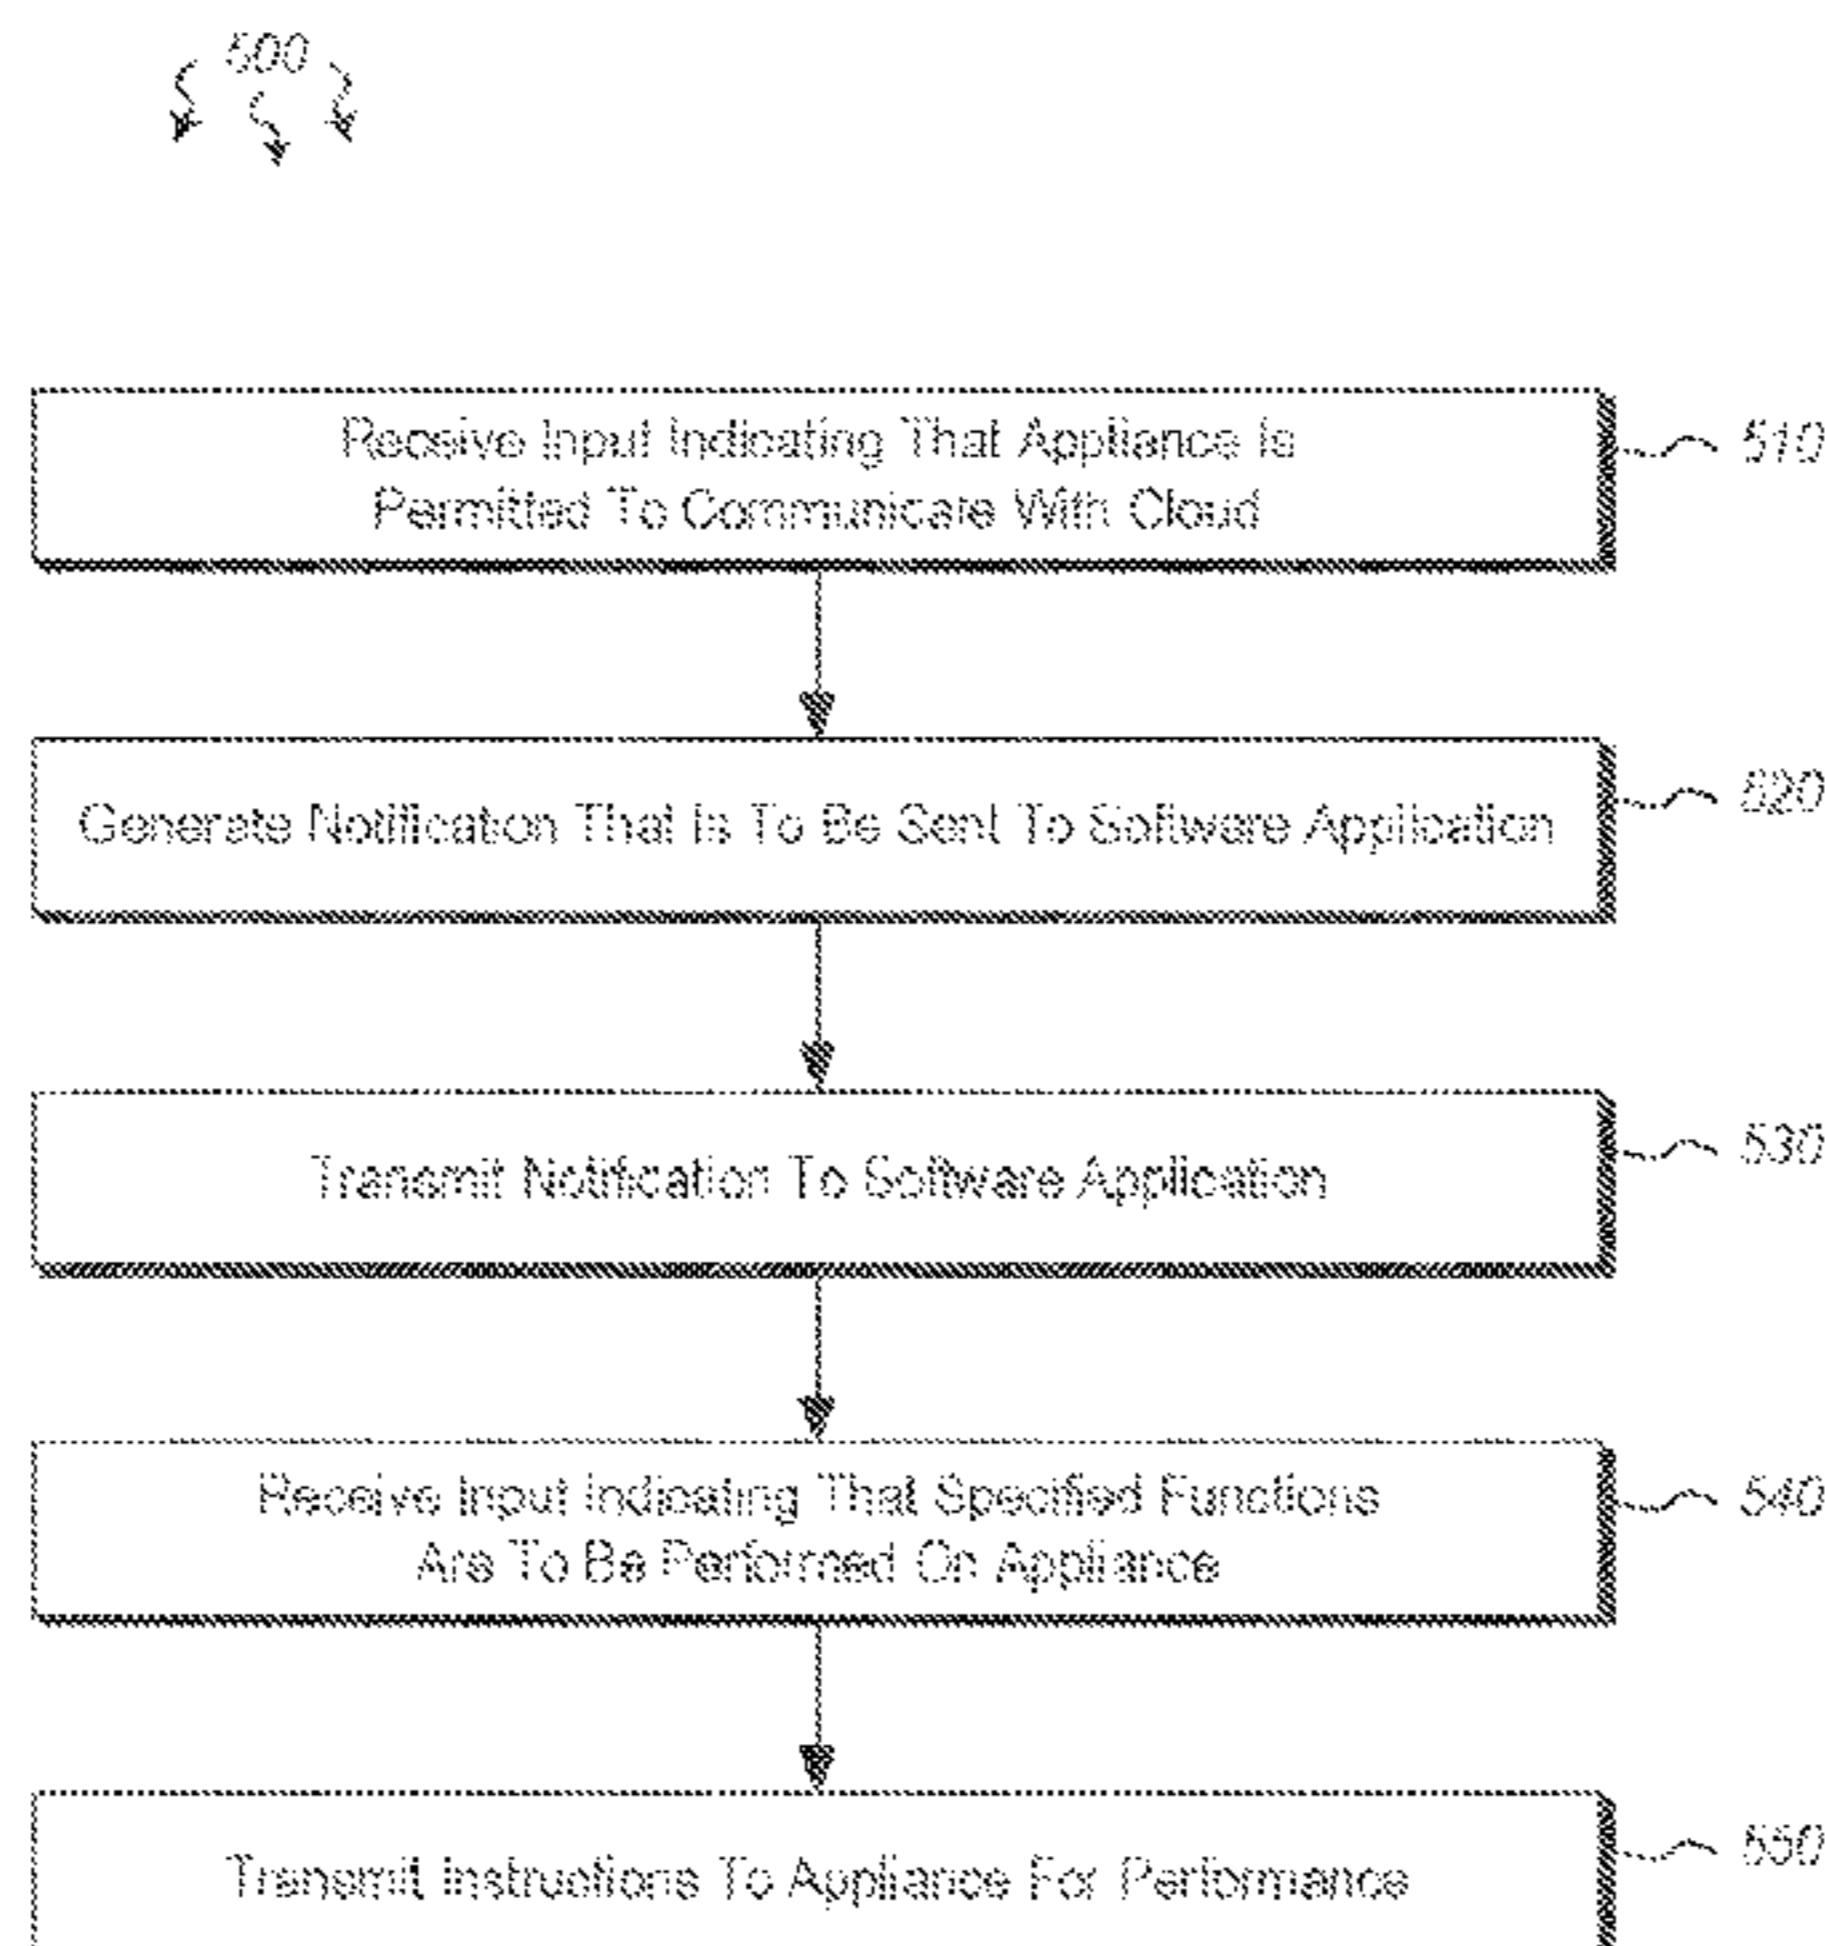 500
Receive Input Indicating That Appliance Is
Permitted To Communicate With Cloud
510
Generate Notification That Is To Be Sent To Software Application
520
Transmit Notification To Software Application
530
Receive Input Indicating That Specified Functions
Are To Be Performed On Appliance
540
Transmit Instructions To Appliance For Performance
550